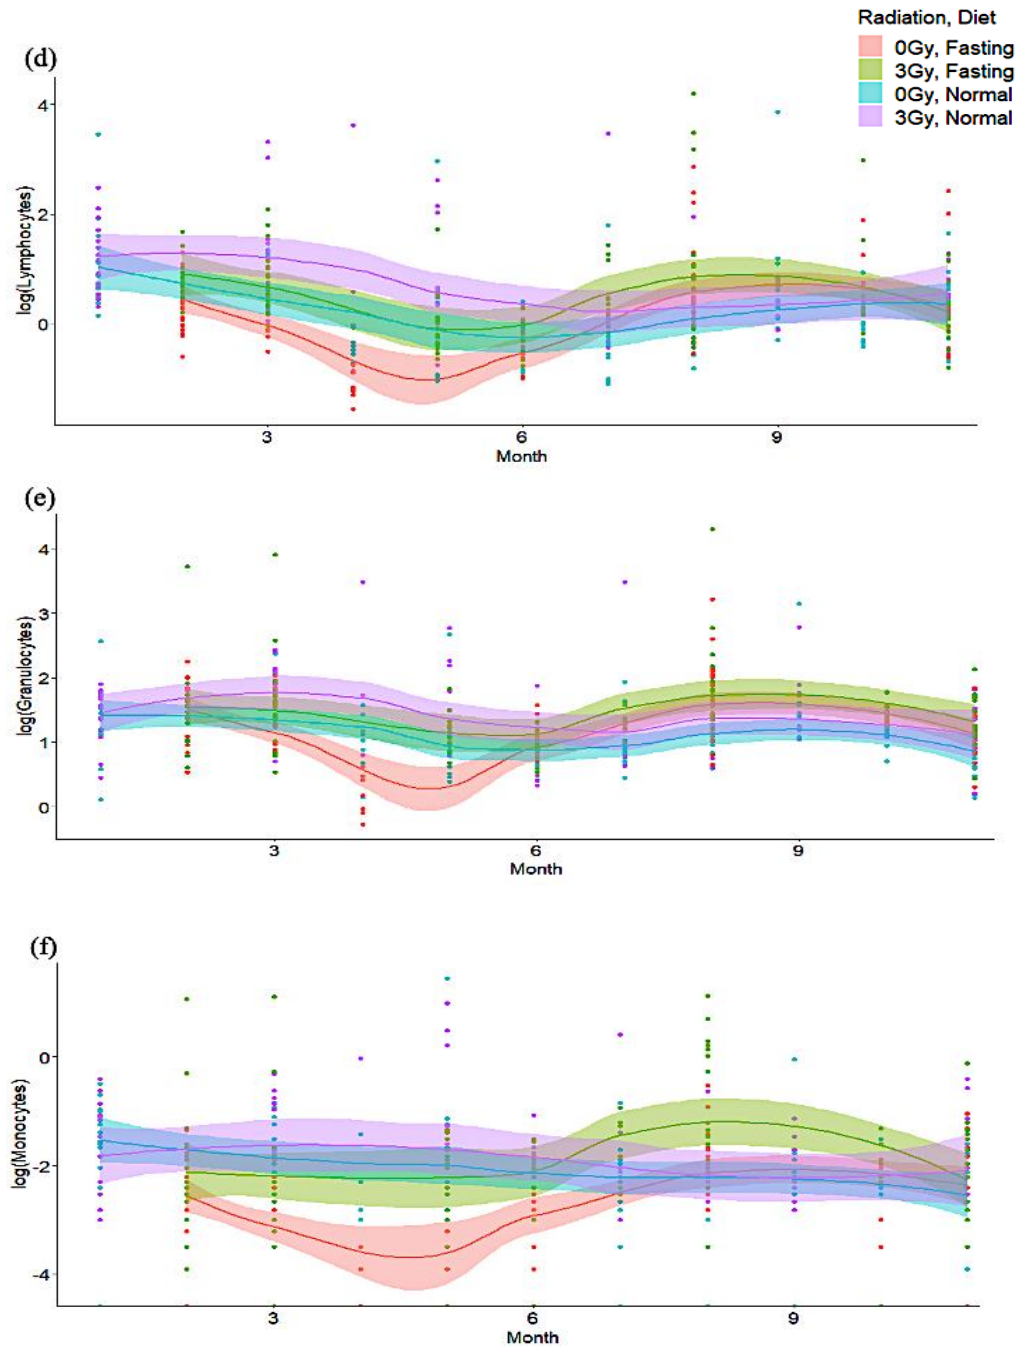 Radiation, Diet
0Gy, Fasting
3Gy, Fasting
0Gy, Normal
3Gy, Normal
(d)
log(Lymphocytes)
4
2
0
3 6 9
Month
(e)
log(Granulocytes)
4
3
2
1
0
3 6 9
Month
(f)
log(Monocytes)
0
-2
-4
3 6 9
Month